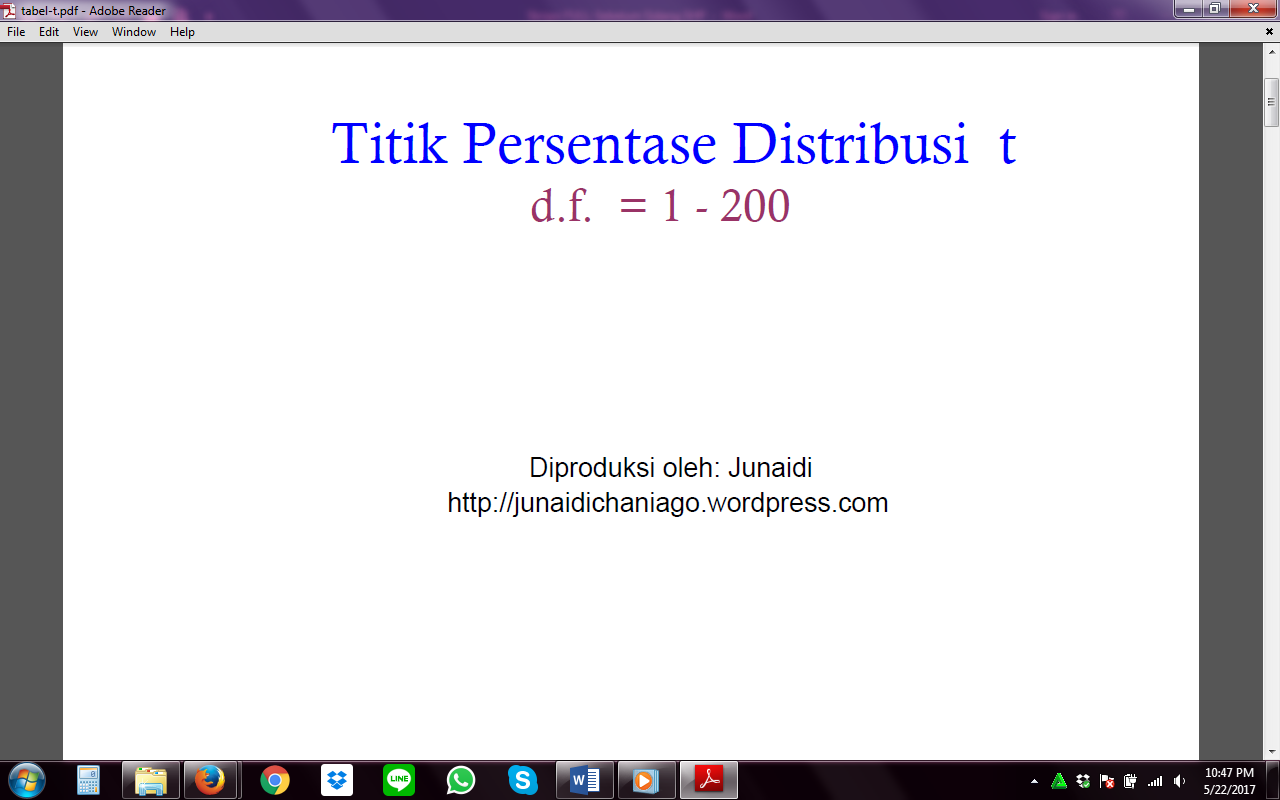 tabel-t.pdf - Adobe Reader
File Edit View Window Help
Titik Persentase Distribusi t
d.f. = 1 - 200
Diproduksi oleh: Junaidi
http://junaidichaniago.wordpress.com
LINE
10:47 PM
5/22/2017